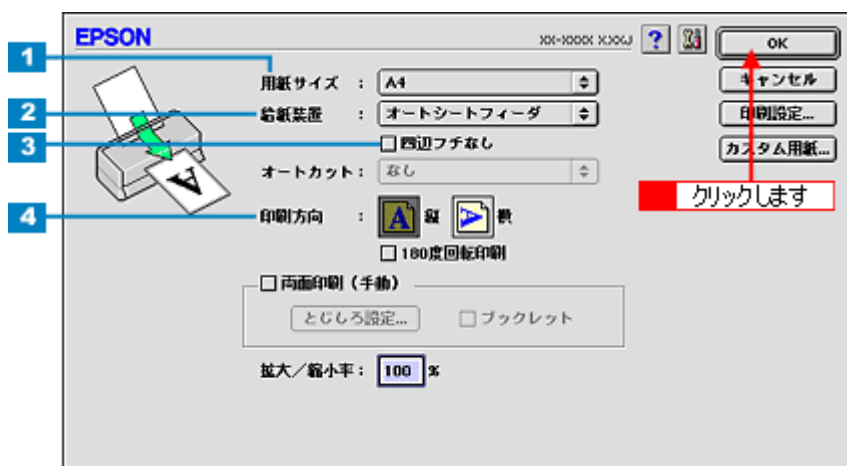 EPSON XX-XXXX X.XXJ ? OK
1
用紙サイズ : A4 キャンセル
2 給紙装置 : オートシートフィーダ 印刷設定...
3 四辺フチなし カスタム用紙...
オートカット: なし
クリックします
4 印刷方向 : A 縦 A 横
180度回転印刷
両面印刷 (手動)
とじしろ設定... ブックレット
拡大/縮小率: 100 %
A